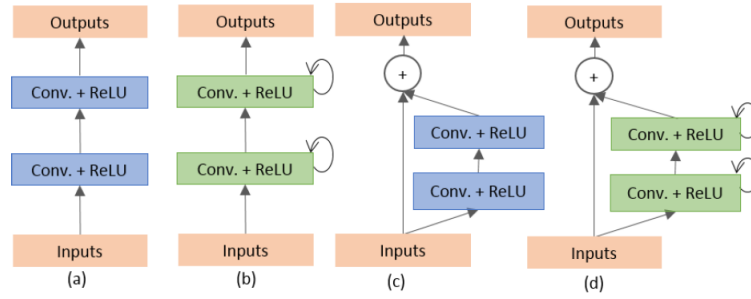 Outputs
Conv. + ReLU
Conv. + ReLU
Inputs
(a)
Outputs
Conv. + ReLU
Conv. + ReLU
Inputs
(b)
Outputs
+
Conv. + ReLU
Conv. + ReLU
Inputs
(c)
Outputs
+
Conv. + ReLU
Conv. + ReLU
Inputs
(d)